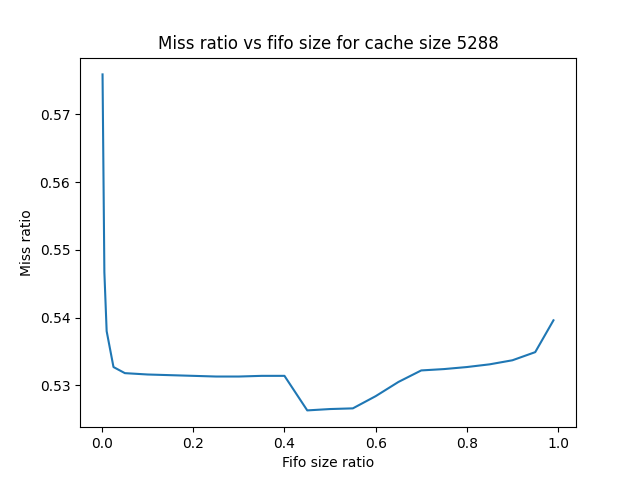 Miss ratio vs fifo size for cache size 5288
0.57
0.56
0.55
0.54
0.53
Miss ratio
0.0 0.2 0.4 0.6 0.8 1.0
Fifo size ratio